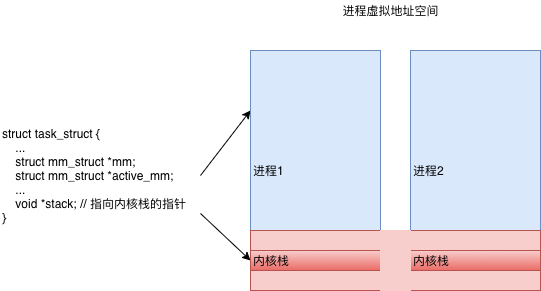 进程虚拟地址空间
struct task_struct {
...
struct mm_struct *mm;
struct mm_struct *active_mm;
...
void *stack; // 指向内核栈的指针
}
进程1
进程2
内核栈
内核栈